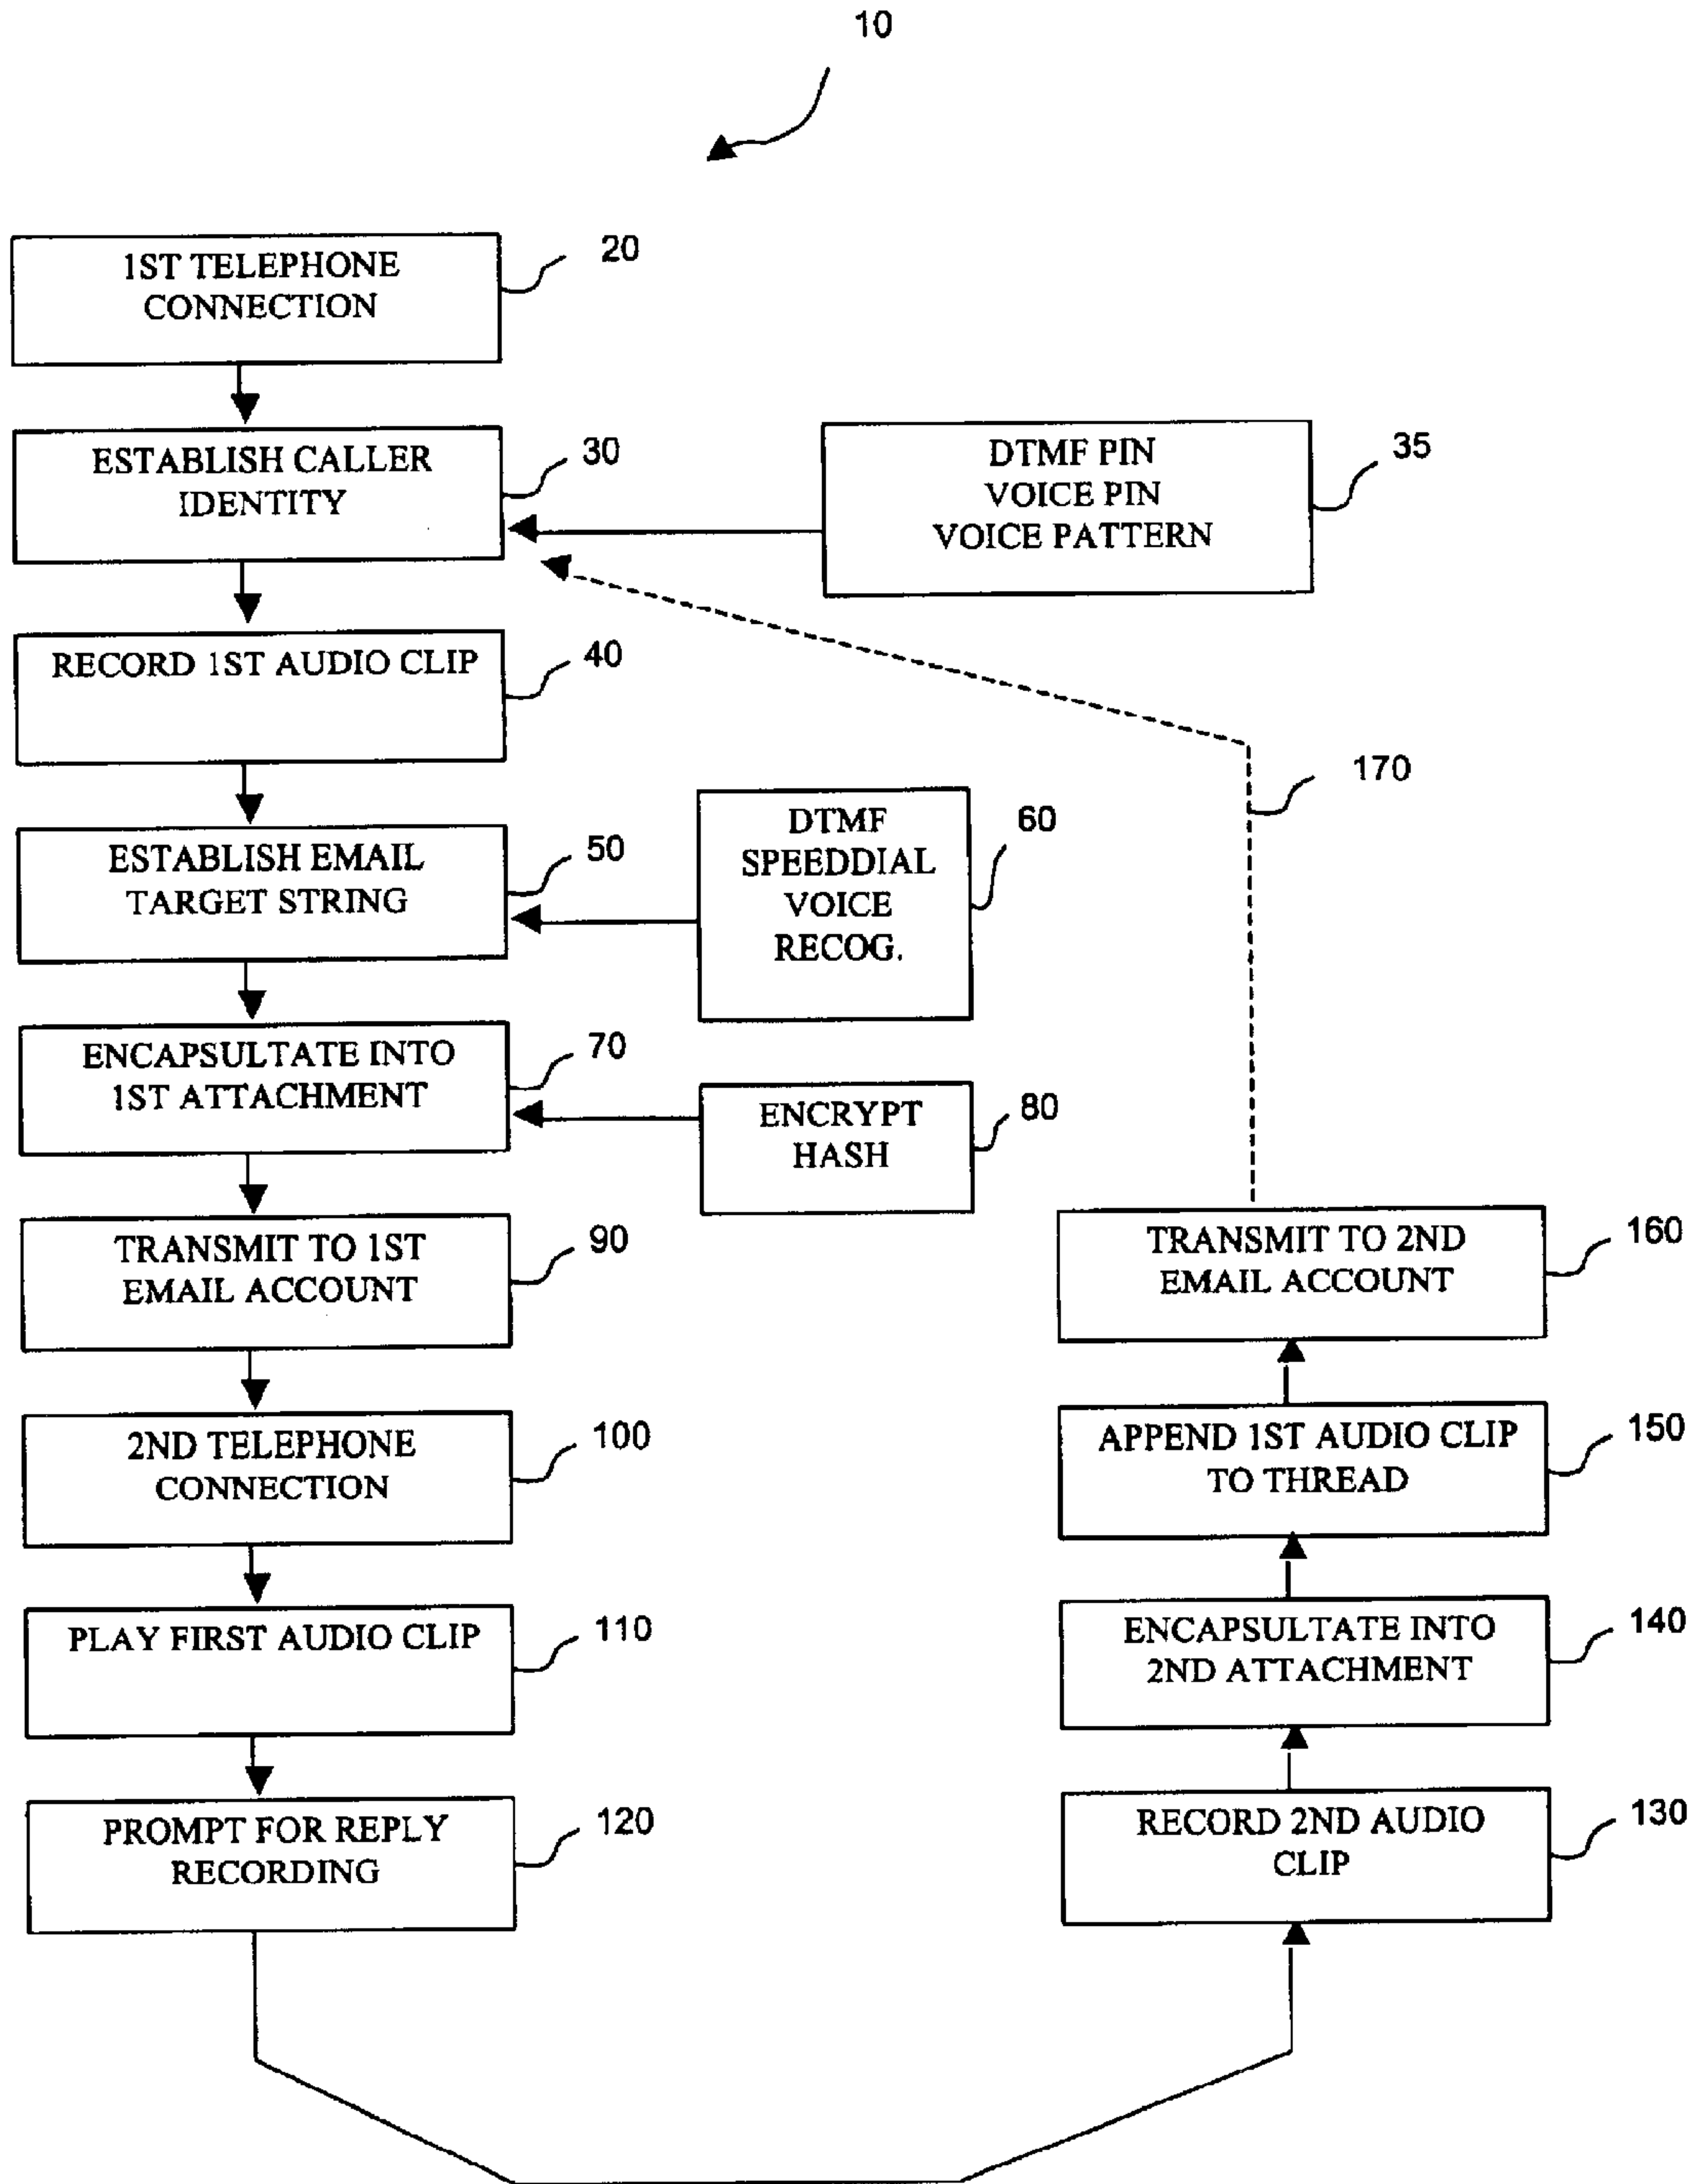 10
1ST TELEPHONE
CONNECTION
20
ESTABLISH CALLER
IDENTITY
30
DTMF PIN
VOICE PIN
VOICE PATTERN
35
RECORD 1ST AUDIO CLIP
40
170
ESTABLISH EMAIL
TARGET STRING
50
DTMF
SPEEDDIAL
VOICE
RECOG.
60
ENCAPSULTATE INTO
1ST ATTACHMENT
70
ENCRYPT
HASH
80
TRANSMIT TO 1ST
EMAIL ACCOUNT
90
2ND TELEPHONE
CONNECTION
100
PLAY FIRST AUDIO CLIP
110
PROMPT FOR REPLY
RECORDING
120
TRANSMIT TO 2ND
EMAIL ACCOUNT
160
APPEND 1ST AUDIO CLIP
TO THREAD
150
ENCAPSULTATE INTO
2ND ATTACHMENT
140
RECORD 2ND AUDIO
CLIP
130